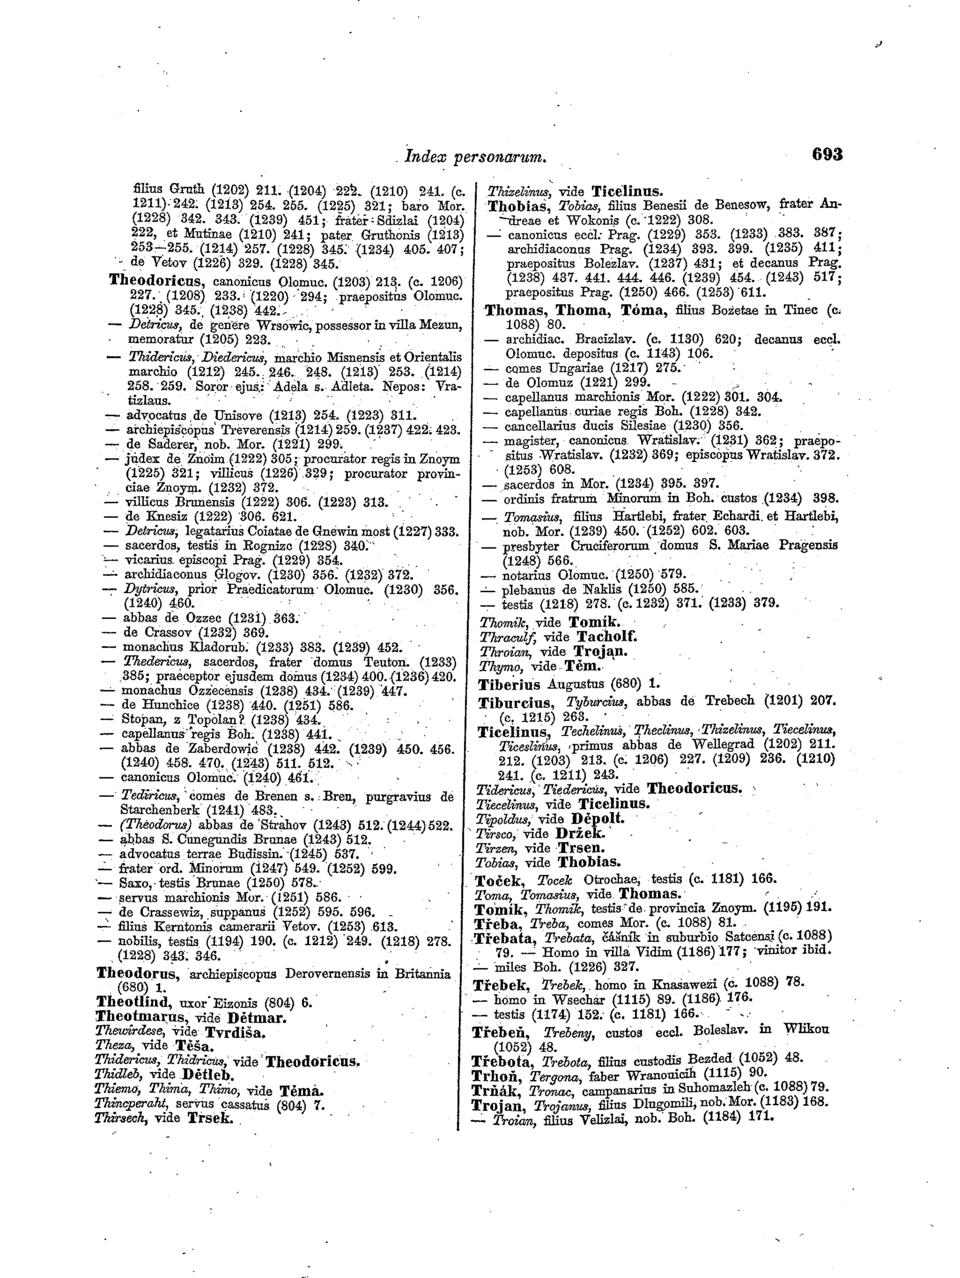 Index personarum.
693
filius Gruth (1202) 211. (1204) 222. (1210) 241. (c.
1211) 242. (1213) 254. 255. (1225) 321; baro Mor.
(1228) 342. 343. (1239) 451; frater Sdizlai (1204)
222, et Mutinae (1210) 241; pater Gruthonis (1213)
253—255. (1214) 257. (1228) 345. (1234) 405. 407;
de Vetov (1226) 329. (1228) 345.
Theodoricus, canonicus Olomuc. (1203) 213. (c. 1206)
227. (1208) 233. (1220) 294; praepositus Olomuc.
(1228) 345. (1238) 442.
— Detricus, de genere Wrsowic, possessor in villa Mezun,
memoratur (1205) 223.
— Thidericus, Diedericus, marchio Misnensis et Orientalis
marchio (1212) 245. 246. 248. (1213) 253. (1214)
258. 259. Soror ejus: Adela s. Adleta. Nepos: Vra-
tizlaus.
— advocatus de Unisove (1213) 254. (1223) 311.
— archiepiscopus Treverensis (1214) 259. (1237) 422. 423.
— de Saderer, nob. Mor. (1221) 299.
— judex de Znoim (1222) 305; procurator regis in Znoym
(1225) 321; villicus (1226) 329; procurator provin-
ciae Znoym. (1232) 372.
— villicus Brunensis (1222) 306. (1223) 313.
— de Knesiz (1222) 306. 621.
— Detricus, legatarius Coiatae de Gnewin most (1227) 333.
— sacerdos, testis in Rognizc (1228) 340.
— vicarius episcopi Prag. (1229) 354.
— archidiaconus Glogov. (1230) 356. (1232) 372.
— Dytricus, prior Praedicatorum Olomuc. (1230) 356.
(1240) 460.
— abbas de Ozzec (1231) 363.
— de Crassov (1232) 369.
— monachus Kladorub. (1233) 383. (1239) 452.
— Thedericus, sacerdos, frater domus Teuton. (1233)
385; praeceptor ejusdem domus (1234) 400. (1236) 420.
— monachus Ozzecensis (1238) 434. (1239) 447.
— de Hunchice (1238) 440. (1251) 586.
— Stopan, z Topolan? (1238) 434.
— capellanus regis Boh. (1238) 441.
— abbas de Zaberdowic (1238) 442. (1239) 450. 456.
(1240) 458. 470. (1243) 511. 512.
— canonicus Olomuc. (1240) 461.
— Tediricus, comes de Brenen s. Bren, purgravius de
Starchenberk (1241) 483.
— (Theodorus) abbas de Strahov (1243) 512. (1244) 522.
— abbas S. Cunegundis Brunae (1243) 512.
— advocatus terrae Budissin. (1245) 537.
— frater ord. Minorum (1247) 549. (1252) 599.
— Saxo, testis Brunae (1250) 578.
— servus marchionis Mor. (1251) 586.
— de Crassewiz, suppanus (1252) 595. 596.
— filius Kerntonis camerarii Vetov. (1253) 613.
— nobilis, testis (1194) 190. (c. 1212) 249. (1218) 278.
(1228) 343. 346.
Theodorus, archiepiscopus Derovernensis in Britannia
(680) 1.
Theotlind, uxor Eizonis (804) 6.
Theotmarus, vide Dětmar.
Thewirdese, vide Tvrdiša.
Theza, vide Těša.
Thidericus, Thidricus, vide Theodoricus.
Thidleb, vide Dětleb.
Thiemo, Thima, Thimo, vide Těma.
Thincperaht, servus cassatus (804) 7.
Thirsech, vide Trsek.
Thizelinus, vide Ticelinus.
Thobias, Tobias, filius Benesii de Benesow, frater An-
dreae et Wokonis (c. 1222) 308.
— canonicus eccl. Prag. (1229) 353. (1233) 383. 387;
archidiaconus Prag. (1234) 393. 399. (1235) 411;
praepositus Bolezlav. (1237) 431; et decanus Prag.
(1238) 437. 441. 444. 446. (1239) 454. (1243) 517;
praepositus Prag. (1250) 466. (1253) 611.
Thomas, Thoma, Tóma, filius Božetae in Tinec (c.
1088) 80.
— archidiac. Bracizlav. (c. 1130) 620; decanus eccl.
Olomuc. depositus (c. 1143) 106.
— comes Ungariae (1217) 275.
— de Olomuz (1221) 299.
— capellanus marchionis Mor. (1222) 301. 304.
— capellanus curiae regis Boh. (1228) 342.
— cancellarius ducis Silesiae (1230) 356.
— magister, canonicus Wratislav. (1231) 362; praepo-
situs Wratislav. (1232) 369; episcopus Wratislav. 372.
(1253) 608.
— sacerdos in Mor. (1234) 395. 397.
— ordinis fratrum Minorum in Boh. custos (1234) 398.
— Tomasius, filius Hartlebi, frater Echardi et Hartlebi,
nob. Mor. (1239) 450. (1252) 602. 603.
— presbyter Cruciferorum domus S. Mariae Pragensis
(1248) 566.
— notarius Olomuc. (1250) 579.
— plebanus de Naklis (1250) 585.
— testis (1218) 278. (c. 1232) 371. (1233) 379.
Thomik, vide Tomík.
Thraculf, vide Tacholf.
Throian, vide Trojan.
Thymo, vide Těm.
Tiberius Augustus (680) 1.
Tiburcius, Tyburcius, abbas de Trebech (1201) 207.
(c. 1215) 263.
Ticelinus, Techelinus, Theclinus, Thizelinus, Tiecelinus,
Ticeslinus, primus abbas de Wellegrad (1202) 211.
212. (1203) 213. (c. 1206) 227. (1209) 236. (1210)
241. (c. 1211) 243.
Tidericus, Tiedericus, vide Theodoricus.
Tiecelinus, vide Ticelinus.
Tipoldus, vide Děpolt.
Tirsco, vide Držek.
Tirzen, vide Trsen.
Tobias, vide Thobias.
Toček, Tocek Otrochae, testis (c. 1181) 166.
Toma, Tomasius, vide Thomas.
Tomík, Thomik, testis de provincia Znoym. (1195) 191.
Třeba, Treba, comes Mor. (c. 1088) 81.
Třebata, Trebata, čášník in suburbio Satcensi (c. 1088)
79. — Homo in villa Vidim (1186) 177; vinitor ibid.
— miles Boh. (1226) 327.
Třebek, Trebek, homo in Knasawezi (c. 1088) 78.
— homo in Wsechar (1115) 89. (1186) 176.
— testis (1174) 152. (c. 1181) 166.
Třebeň, Trebeny, custos eccl. Boleslav. in Wlikou
(1052) 48.
Třebota, Trebota, filius custodis Bezded (1052) 48.
Trhoň, Tergona, faber Wranouicih (1115) 90.
Trňák, Tronac, campanarius in Suhomazleh (c. 1088) 79.
Trojan, Trojanus, filius Dlugomili, nob. Mor. (1183) 168.
— Troian, filius Velizlai, nob. Boh. (1184) 171.